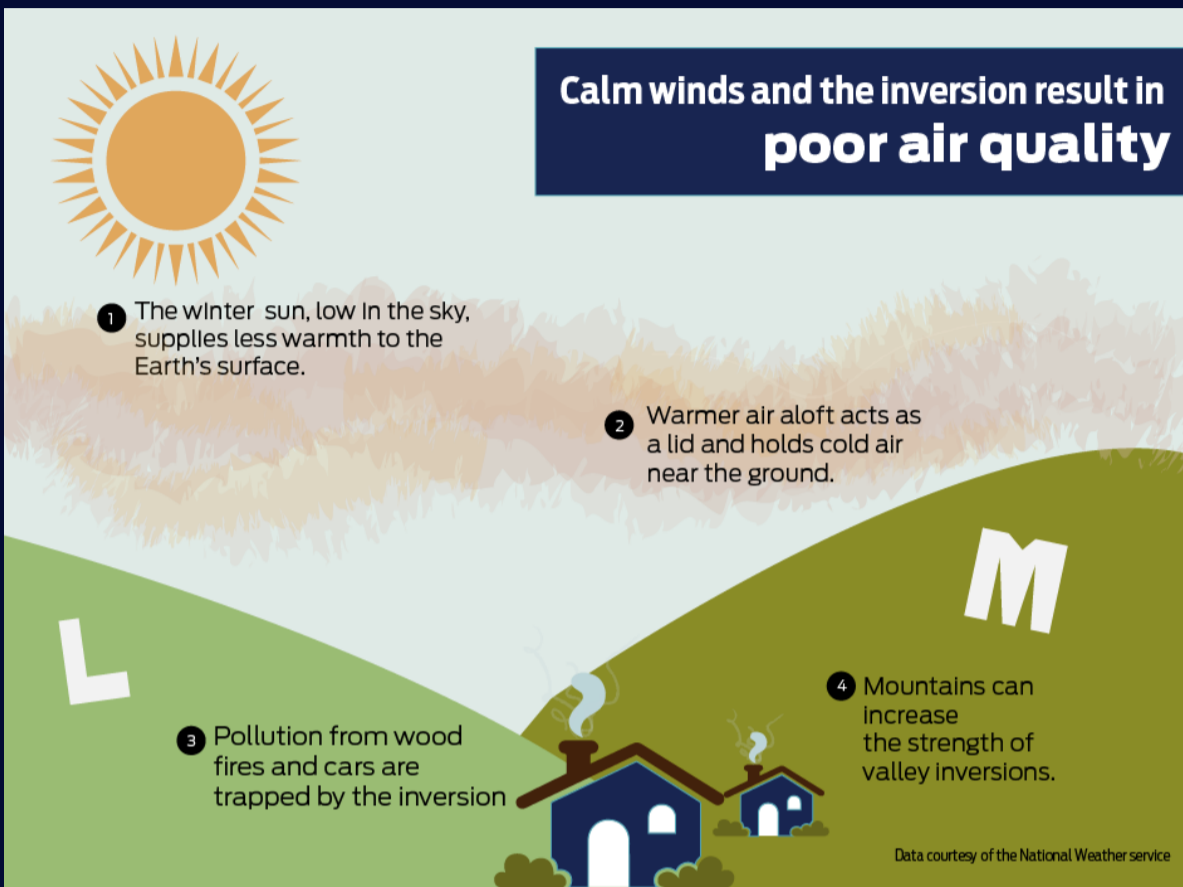 Calm winds and the inversion result in
poor air quality
1 The winter sun, low in the sky,
supplies less warmth to the
Earth's surface.
2 Warmer air aloft acts as
a lid and holds cold air
near the ground.
L
M
3 Pollution from wood
fires and cars are
trapped by the inversion
4 Mountains can
increase
the strength of
valley inversions.
Data courtesy of the National Weather service